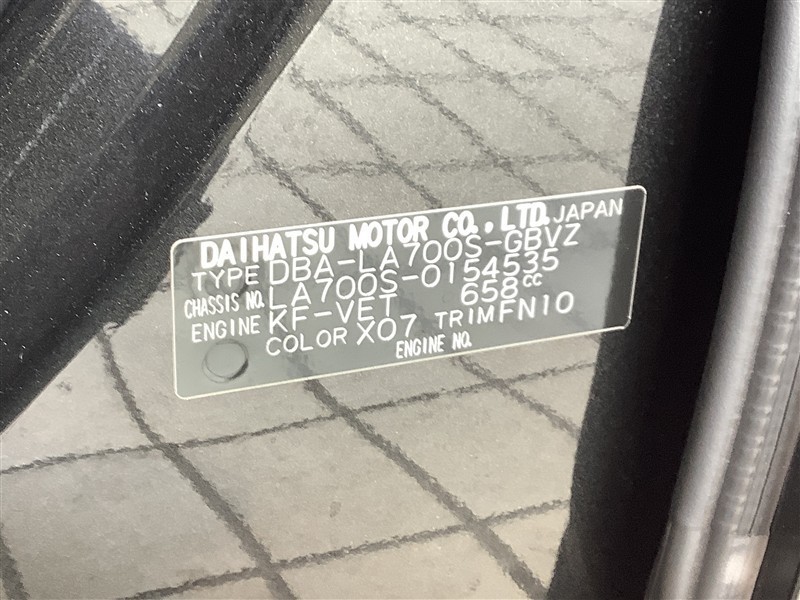 DAIHATSU MOTOR CO., LTD. JAPAN
TYPE DBA-LA700S-GBVZ
CHASSIS NO. LA700S-0154535
ENGINE KF-VET 658cc
COLOR X07 TRIM FN10
ENGINE NO.